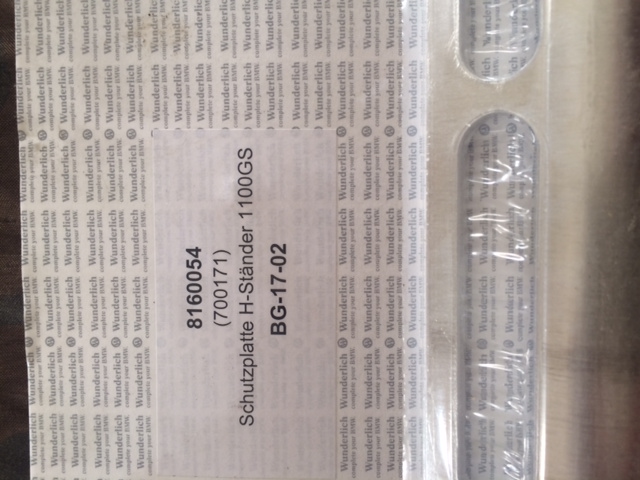 8160054
(700171)
Schutzplatte H-Ständer 1100GS
BG-17-02
Wunderlich
complete your BMW.